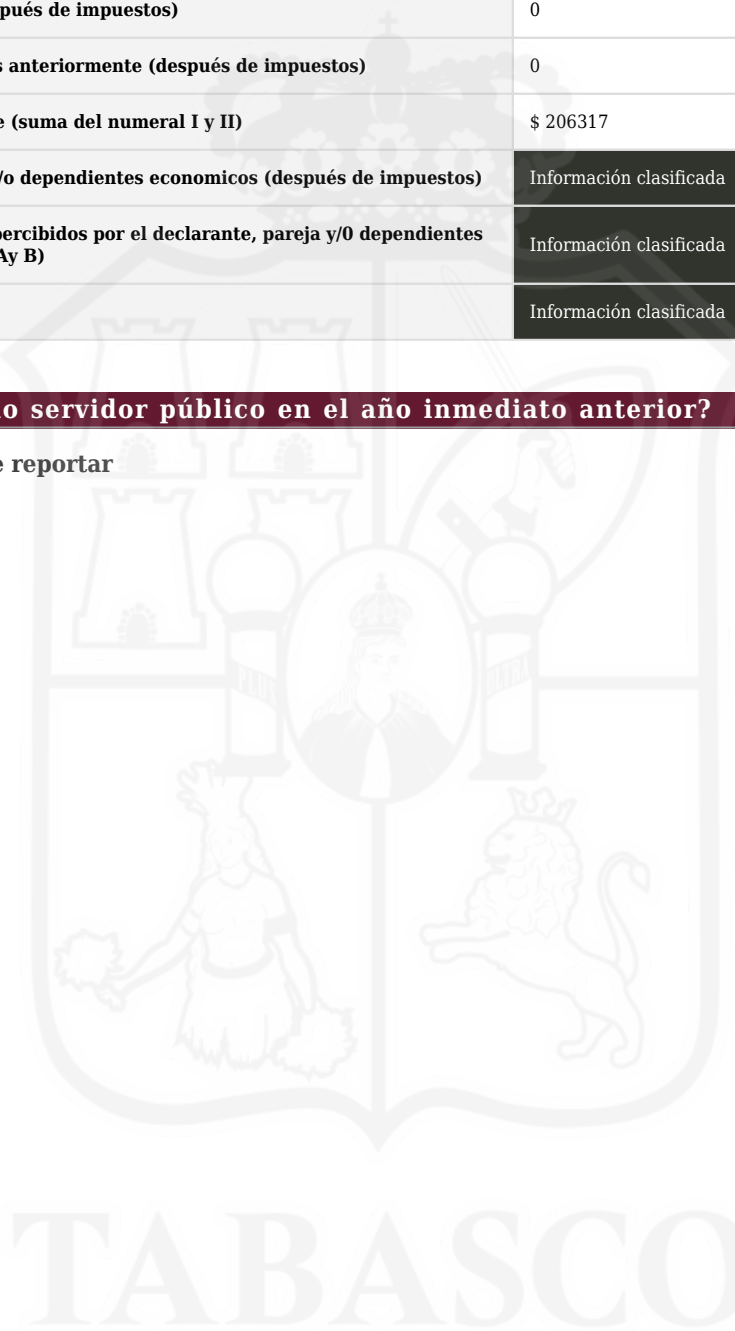 pués de impuestos) 0
s anteriormente (después de impuestos) 0
e (suma del numeral I y II) $ 206317
/o dependientes economicos (después de impuestos) Información clasificada
percibidos por el declarante, pareja y/0 dependientes
Ay B) Información clasificada
Información clasificada
o servidor público en el año inmediato anterior?
e reportar
PLUS
ULTRA
TABASCO